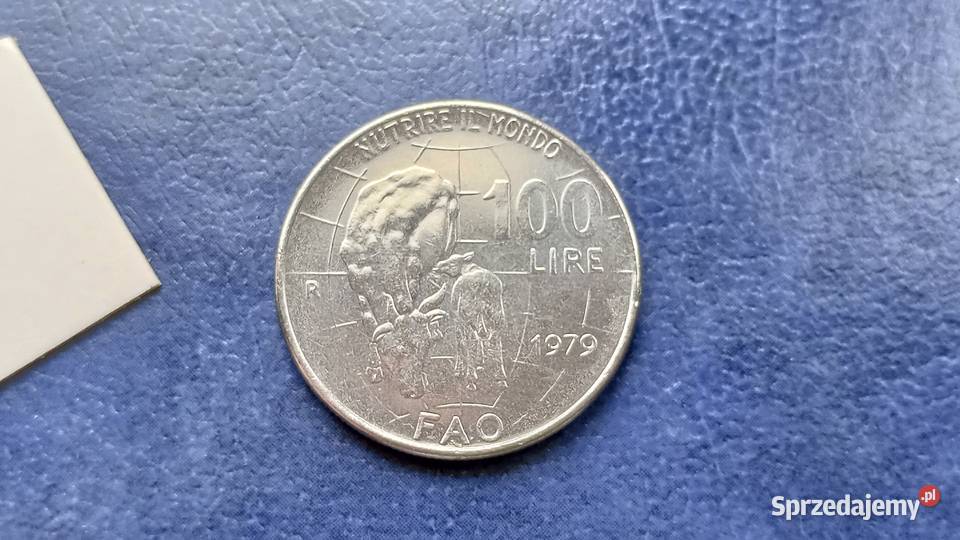 NUTRIRE IL MONDO
100
LIRE
R
1979
FAO
Sprzedajemy.pl